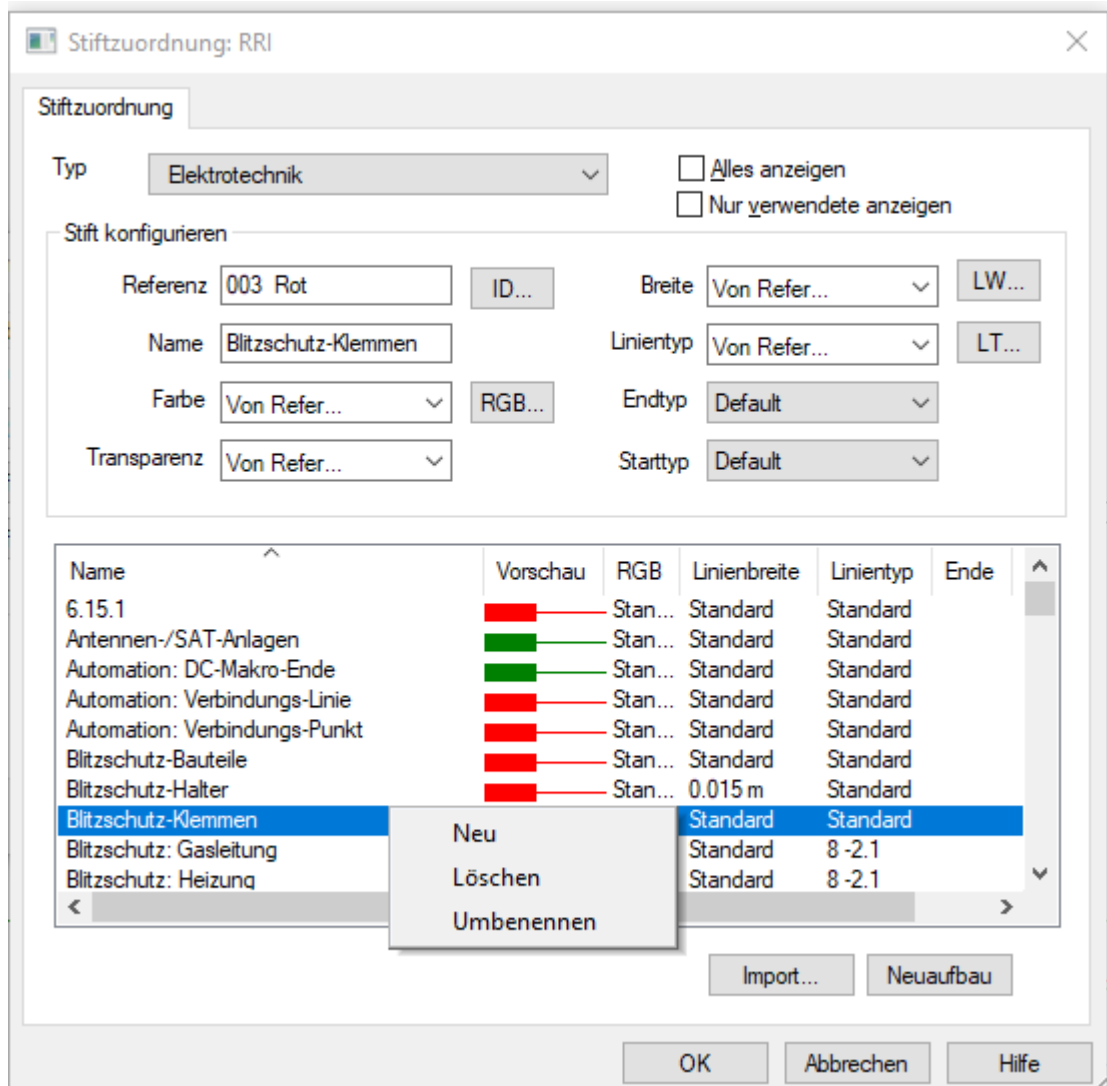 Stiftzuordnung: RRI
Stiftzuordnung
Typ Elektrotechnik Alles anzeigen
Nur verwendete anzeigen
Stift konfigurieren
Referenz 003 Rot ID... Breite Von Refer... LW...
Name Blitzschutz-Klemmen Linientyp Von Refer... LT...
Farbe Von Refer... RGB... Endtyp Default
Transparenz Von Refer... Starttyp Default
Name Vorschau RGB Linienbreite Linientyp Ende
6.15.1 Stan... Standard Standard
Antennen-/SAT-Anlagen Stan... Standard Standard
Automation: DC-Makro-Ende Stan... Standard Standard
Automation: Verbindungs-Linie Stan... Standard Standard
Automation: Verbindungs-Punkt Stan... Standard Standard
Blitzschutz-Bauteile Stan... Standard Standard
Blitzschutz-Halter Stan... 0.015 m Standard
Blitzschutz-Klemmen Standard Standard
Blitzschutz: Gasleitung Standard 8 -2.1
Blitzschutz: Heizung Standard 8 -2.1
Neu
Löschen
Umbenennen
Import... Neuaufbau
OK Abbrechen Hilfe